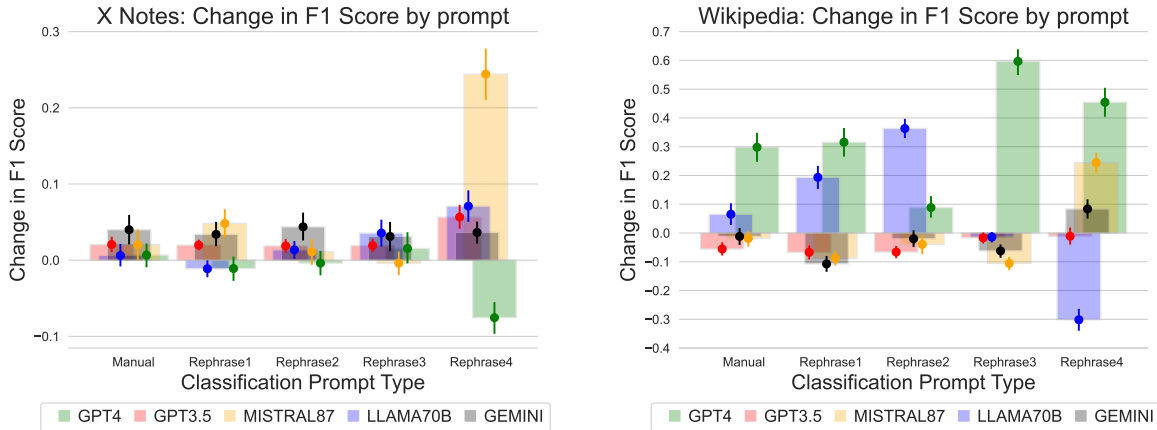 X Notes: Change in F1 Score by prompt
0.3
0.2
0.1
0.0
−0.1
Change in F1 Score
Manual Rephrase1 Rephrase2 Rephrase3 Rephrase4
Classification Prompt Type
GPT4 GPT3.5 MISTRAL87 LLAMA70B GEMINI
Wikipedia: Change in F1 Score by prompt
0.7
0.6
0.5
0.4
0.3
0.2
0.1
0.0
−0.1
−0.2
−0.3
−0.4
Change in F1 Score
Manual Rephrase1 Rephrase2 Rephrase3 Rephrase4
Classification Prompt Type
GPT4 GPT3.5 MISTRAL87 LLAMA70B GEMINI